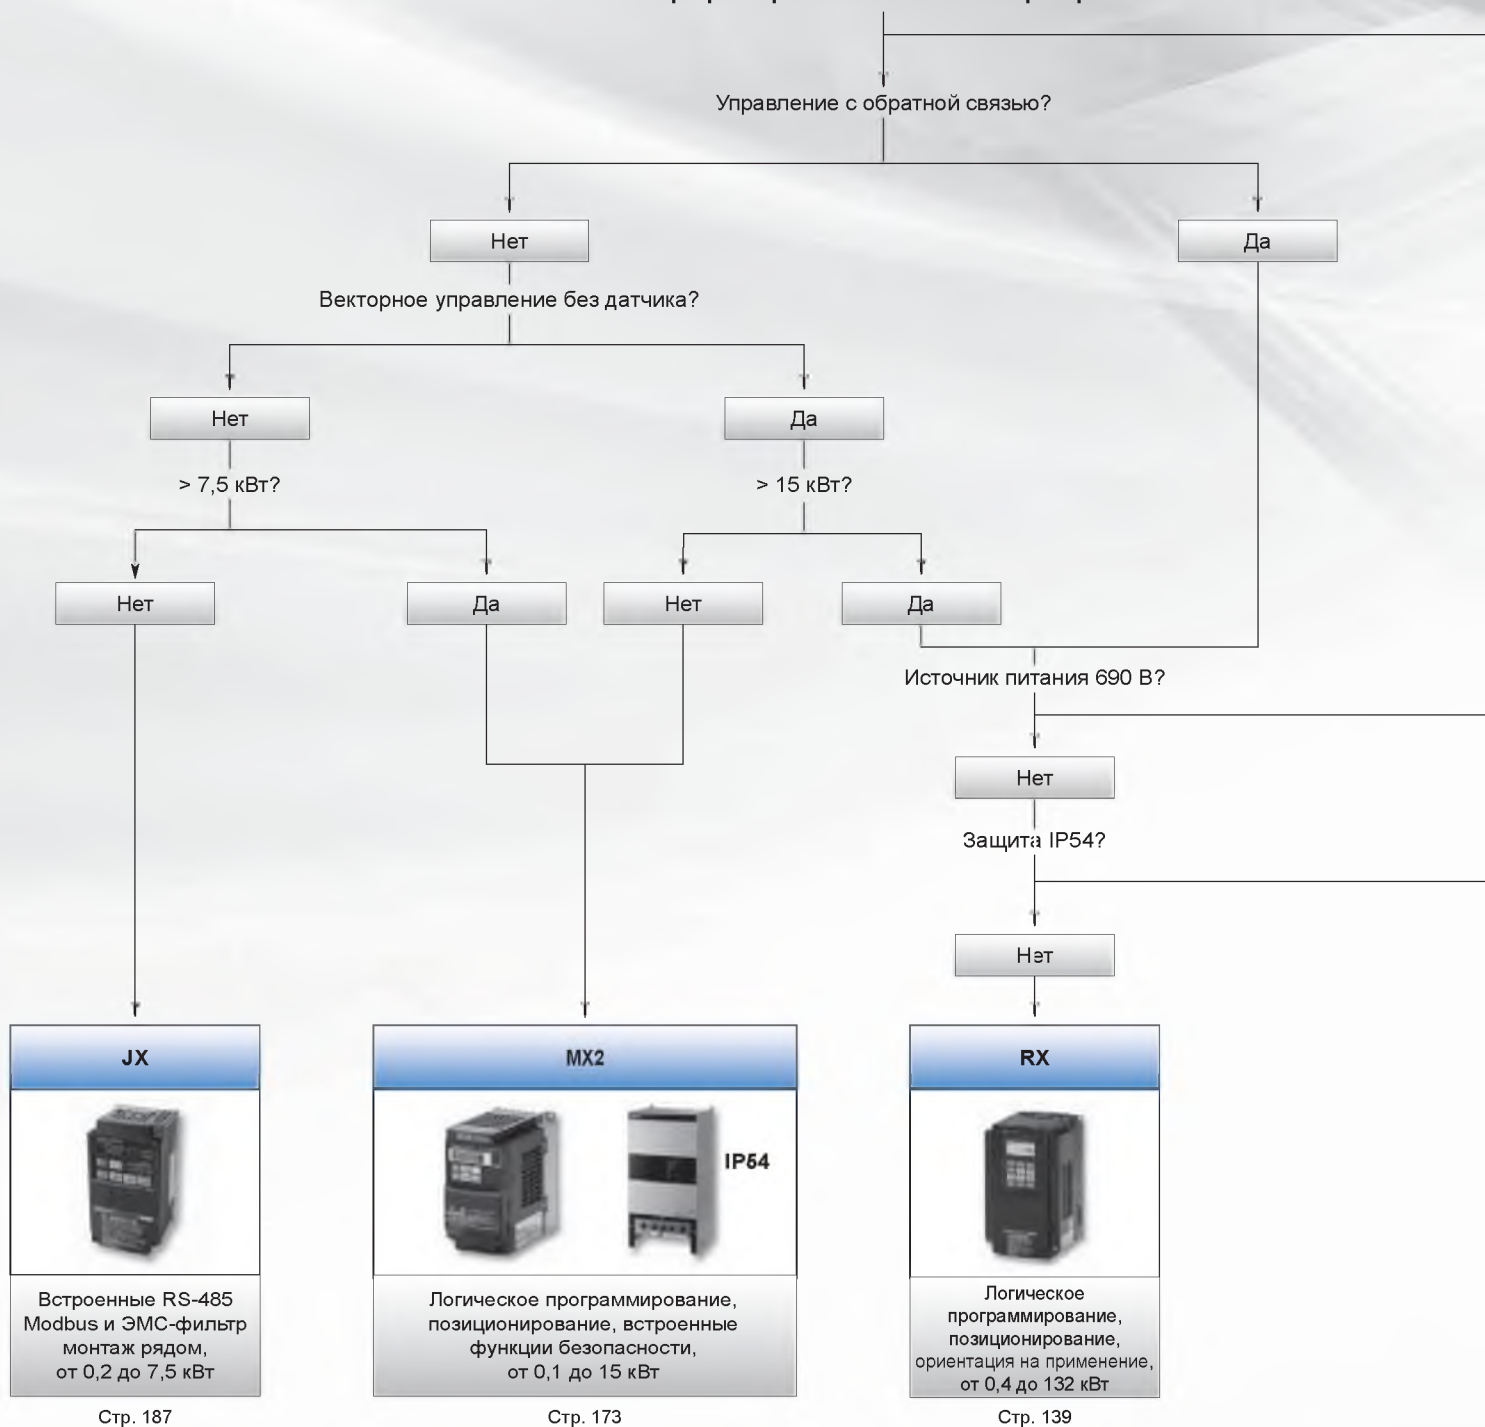 Управление с обратной связью?
Нет
Да
Векторное управление без датчика?
Нет
Да
> 7,5 кВт?
> 15 кВт?
Нет
Да
Нет
Да
Источник питания 690 В?
Нет
Защита IP54?
Нет
JX
MX2
RX
IP54
Встроенные RS-485
Modbus и ЭМС-фильтр
монтаж рядом,
от 0,2 до 7,5 кВт
Логическое программирование,
позиционирование, встроенные
функции безопасности,
от 0,1 до 15 кВт
Логическое
программирование,
позиционирование,
ориентация на применение,
от 0,4 до 132 кВт
Стр. 187
Стр. 173
Стр. 139